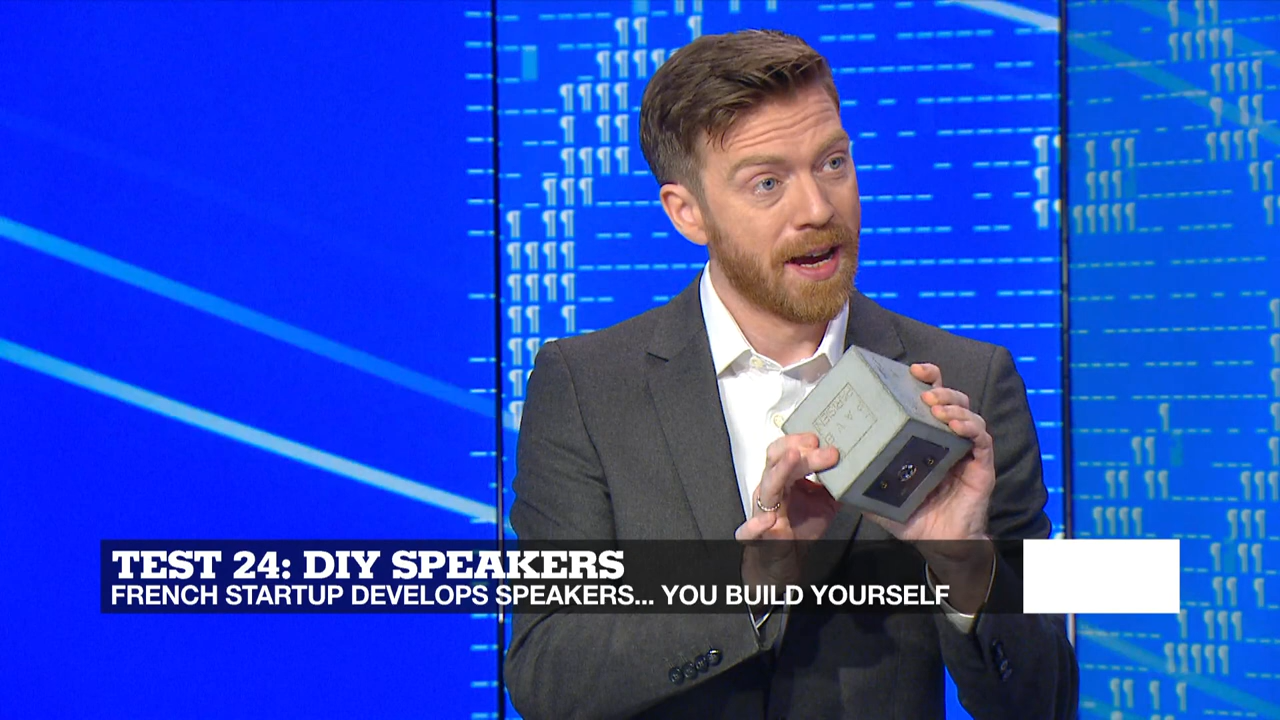 TEST 24: DIY SPEAKERS
FRENCH STARTUP DEVELOPS SPEAKERS... YOU BUILD YOURSELF